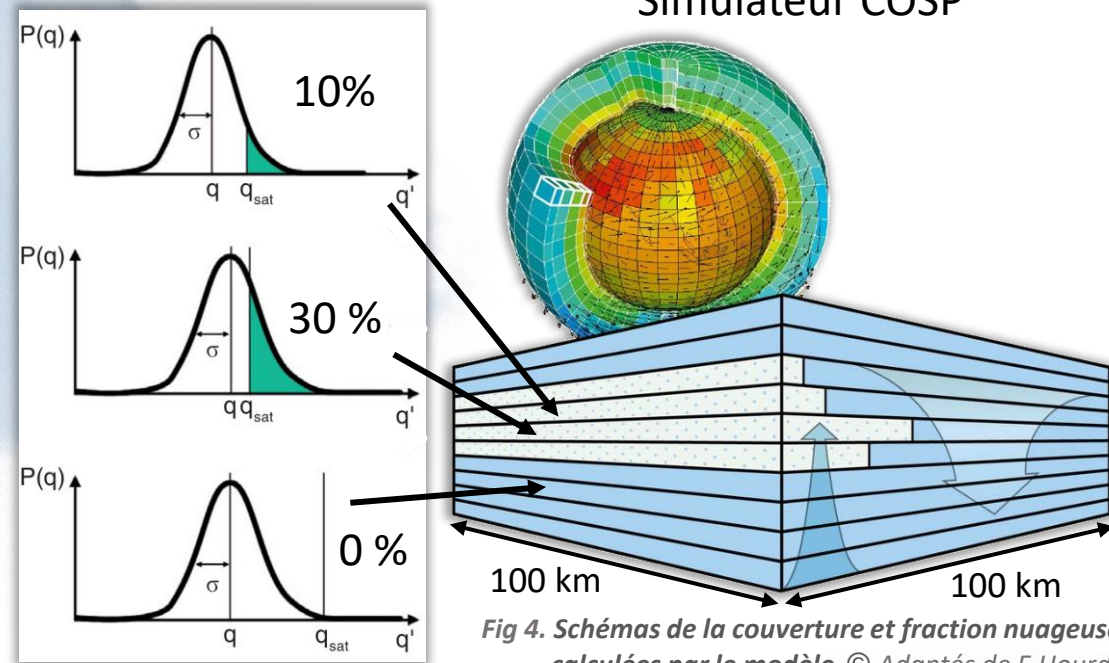 Simulateur COSP
P(q)
10%
σ
q q_sat q'
P(q)
30 %
σ
q q_sat q'
P(q)
0 %
σ
q q_sat q'
100 km
100 km
Fig 4. Schémas de la couverture et fraction nuageuse
calculées par le modèle. © Adaptés de F.Hourd